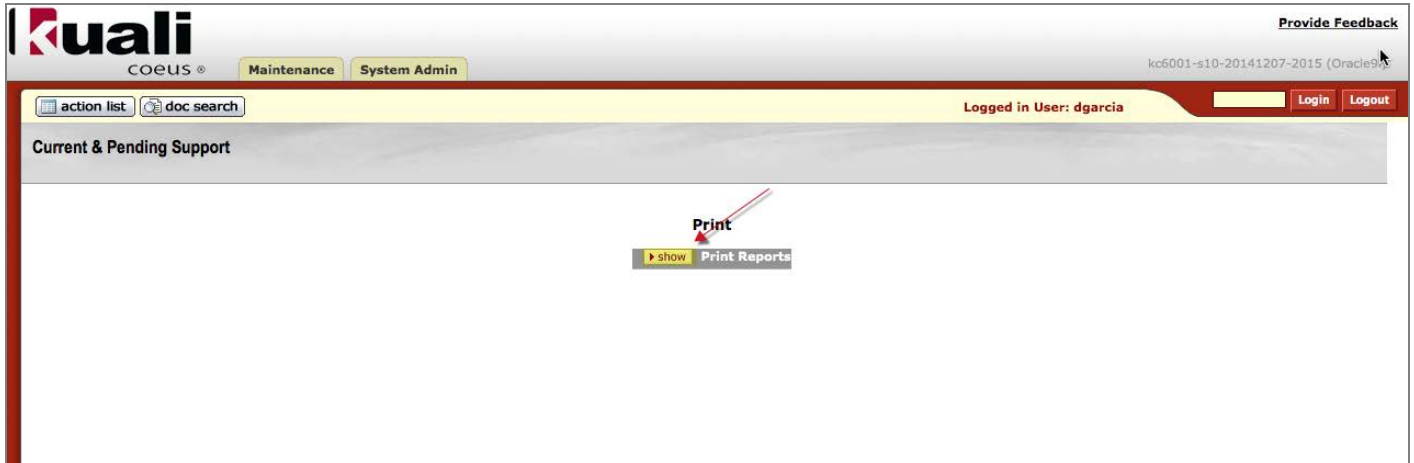 kuali
coeus ®
Maintenance
System Admin
Provide Feedback
kc6001-s10-20141207-2015 (Oracle9i)
action list
doc search
Logged in User: dgarcia
Login
Logout
Current & Pending Support
Print
show Print Reports